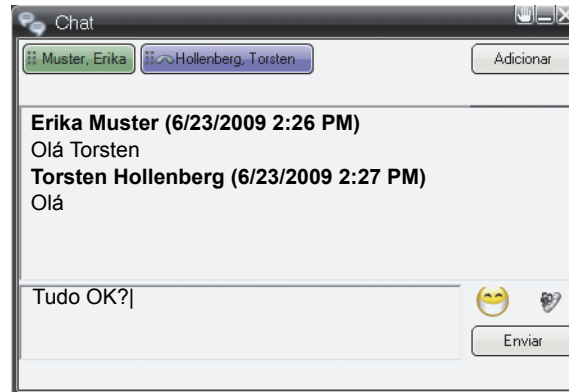 Chat
Muster, Erika Hollenberg, Torsten Adicionar
Erika Muster (6/23/2009 2:26 PM)
Olá Torsten
Torsten Hollenberg (6/23/2009 2:27 PM)
Olá
Tudo OK?
Enviar